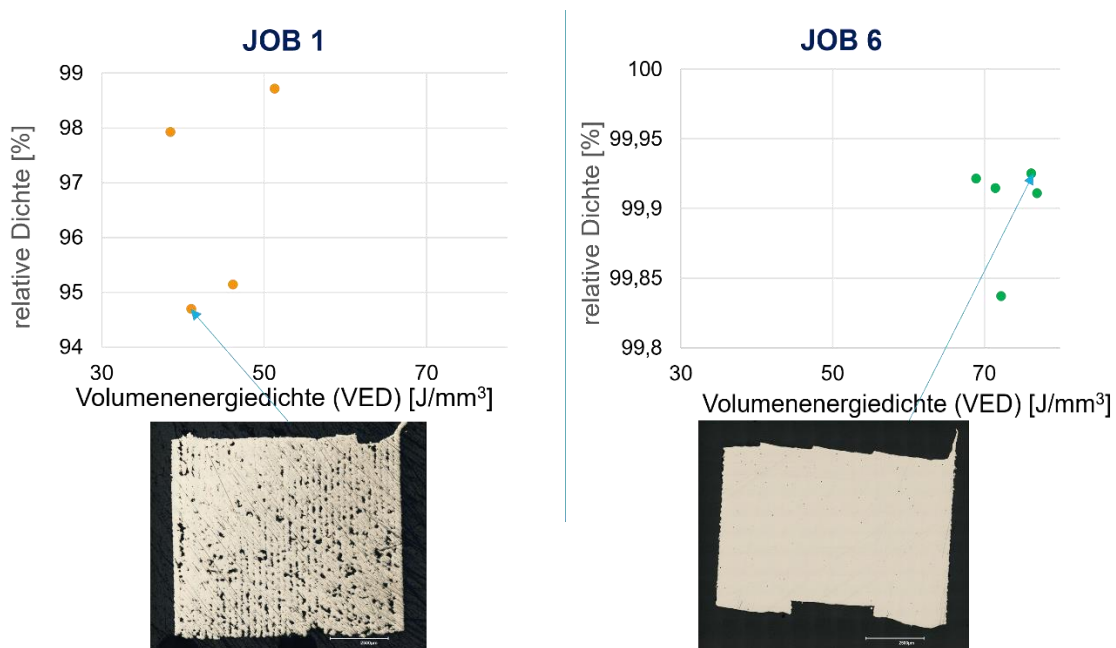 JOB 1
99
98
97
96
95
94
relative Dichte [%]
30 50 70
Volumenenergiedichte (VED) [J/mm³]
JOB 6
100
99,95
99,9
99,85
99,8
relative Dichte [%]
30 50 70
Volumenenergiedichte (VED) [J/mm³]